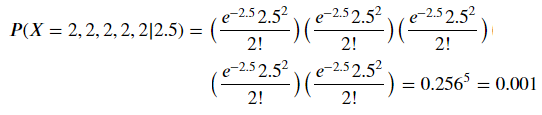 P(X = 2, 2, 2, 2, 2|2.5) = (e^{-2.5} 2.5^2 / 2!)(e^{-2.5} 2.5^2 / 2!)(e^{-2.5} 2.5^2 / 2!)(
(e^{-2.5} 2.5^2 / 2!)(e^{-2.5} 2.5^2 / 2!) = 0.256^5 = 0.001